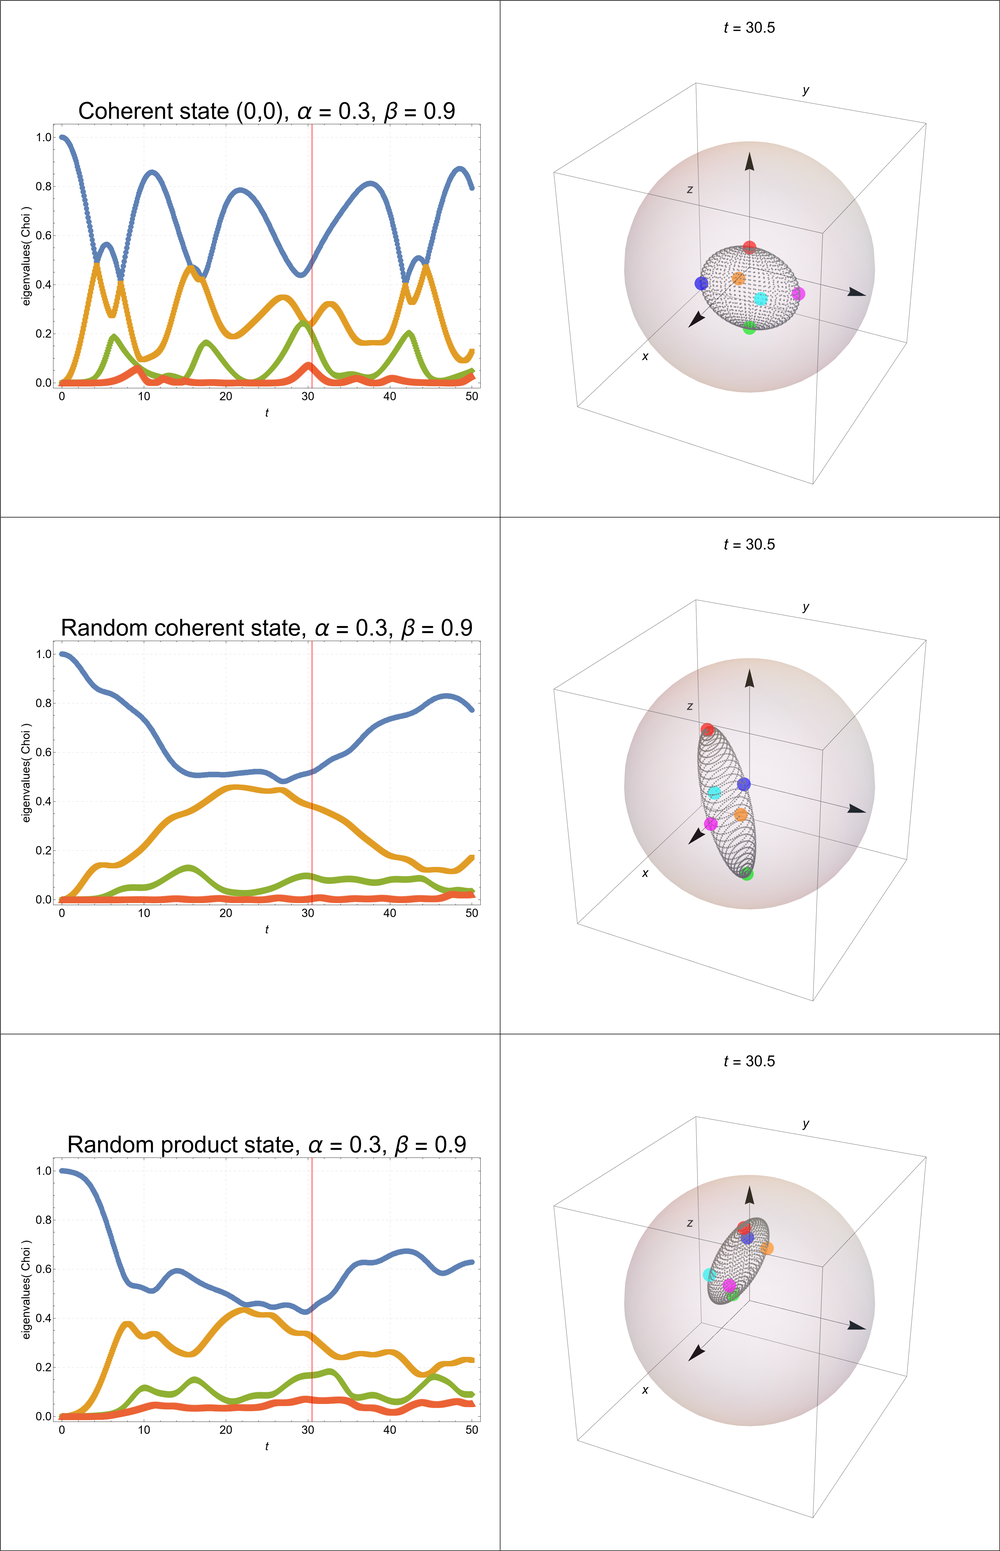 t = 30.5
Coherent state (0,0), α = 0.3, β = 0.9
eigenvalues( Choi )
1.0
0.8
0.6
0.4
0.2
0.0
0 10 20 30 40 50
t
y
z
x
t = 30.5
Random coherent state, α = 0.3, β = 0.9
eigenvalues( Choi )
1.0
0.8
0.6
0.4
0.2
0.0
0 10 20 30 40 50
t
y
z
x
t = 30.5
Random product state, α = 0.3, β = 0.9
eigenvalues( Choi )
1.0
0.8
0.6
0.4
0.2
0.0
0 10 20 30 40 50
t
y
z
x